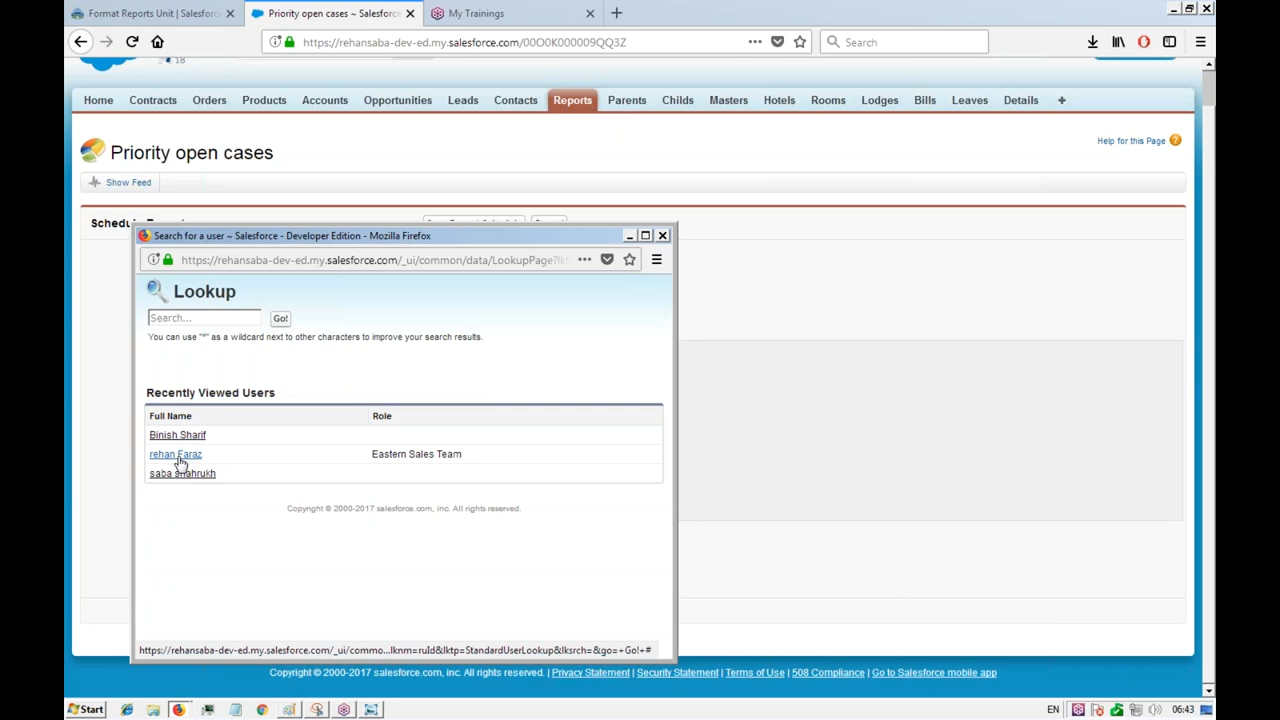 Format Reports Unit | Salesforc
Priority open cases ~ Salesforce
My Trainings
https://rehansaba-dev-ed.my.salesforce.com/00O0K000009QQ3Z
Search
18
Home Contracts Orders Products Accounts Opportunities Leads Contacts Reports Parents Childs Masters Hotels Rooms Lodges Bills Leaves Details +
Priority open cases
Help for this Page
Show Feed
Search for a user ~ Salesforce - Developer Edition - Mozilla Firefox
https://rehansaba-dev-ed.my.salesforce.com/_ui/common/data/LookupPage?lk
Lookup
Search...
Go!
You can use "*" as a wildcard next to other characters to improve your search results.
Recently Viewed Users
Full Name Role
Binish Sharif
rehan Faraz Eastern Sales Team
saba shahrukh
Copyright © 2000-2017 salesforce.com, inc. All rights reserved.
https://rehansaba-dev-ed.my.salesforce.com/_ui/commo...lknm=ruId&lktp=StandardUserLookup&lksrch=&go=+Go!+#
Copyright © 2000-2017 salesforce.com, inc. All rights reserved. | Privacy Statement | Security Statement | Terms of Use | 508 Compliance | Go to Salesforce mobile app
Start
EN
06:43